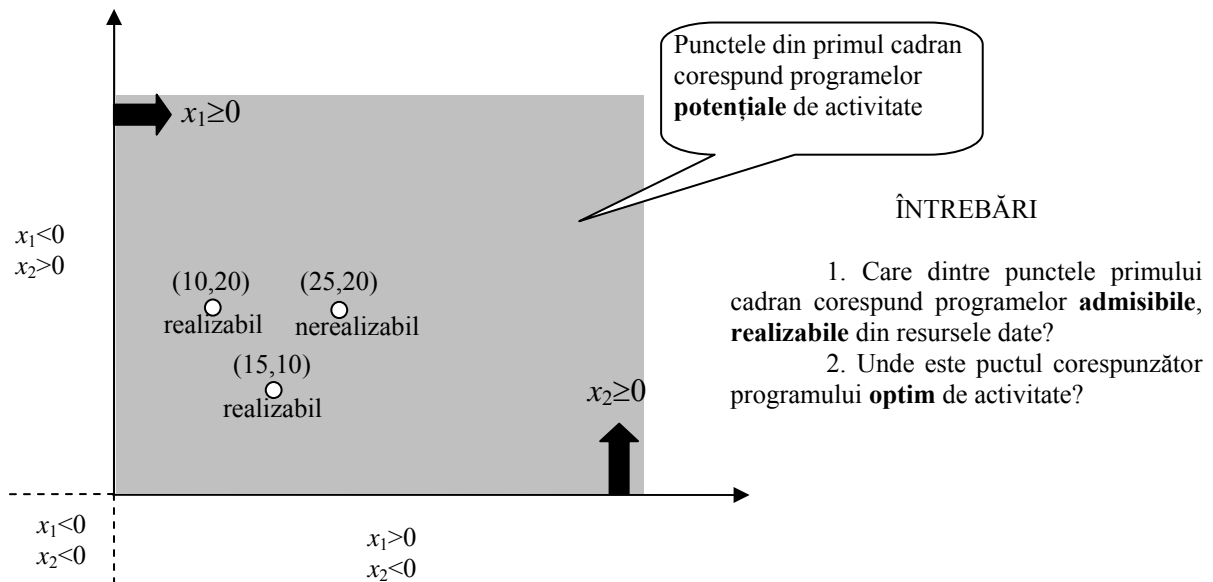 Punctele din primul cadran
corespund programelor
potențiale de activitate
x₁≥0
ÎNTREBĂRI
x₁<0
x₂>0
1. Care dintre punctele primului
cadran corespund programelor admisibile,
realizabile din resursele date?
2. Unde este puctul corespunzător
programului optim de activitate?
(10,20)
realizabil
(25,20)
nerealizabil
(15,10)
realizabil
x₂≥0
x₁<0
x₂<0
x₁>0
x₂<0